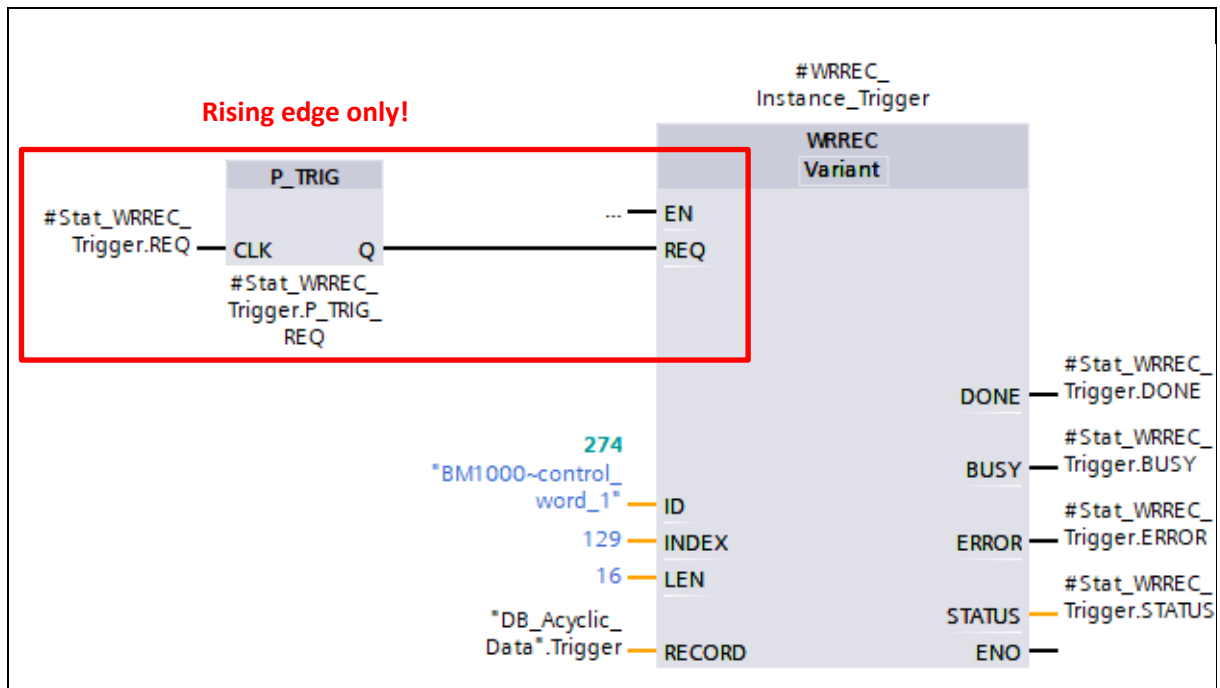 #WRREC_
Instance_Trigger
Rising edge only!
WRREC
Variant
P_TRIG
#Stat_WRREC_
Trigger.REQ
CLK
Q
#Stat_WRREC_
Trigger.P_TRIG_
REQ
...
EN
REQ
#Stat_WRREC_
Trigger.DONE
DONE
#Stat_WRREC_
Trigger.BUSY
BUSY
274
"BM1000~control_
word_1"
ID
#Stat_WRREC_
Trigger.ERROR
129
INDEX
ERROR
16
LEN
#Stat_WRREC_
Trigger.STATUS
STATUS
"DB_Acyclic_
Data".Trigger
RECORD
ENO